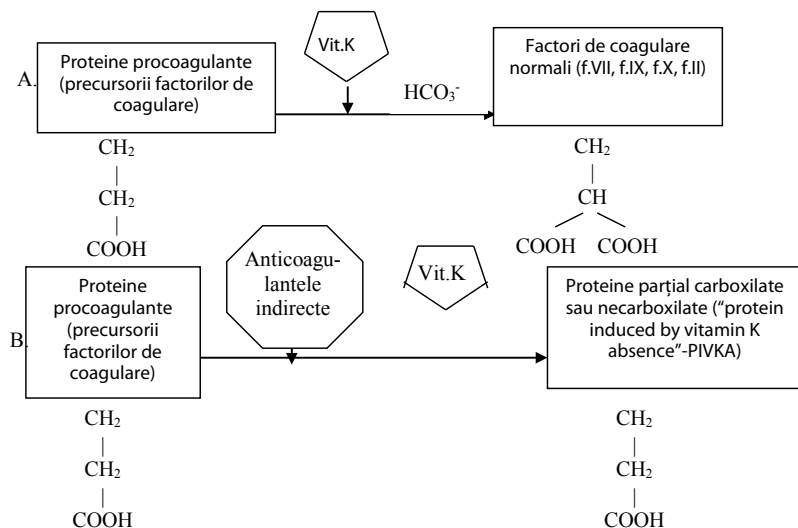 A.
Proteine procoagulante
(precursorii factorilor de
coagulare)
Vit.K
HCO₃⁻
Factori de coagulare
normali (f.VII, f.IX, f.X, f.II)
CH₂
|
CH₂
|
COOH
CH₂
|
CH
COOH COOH
B.
Proteine
procoagulante
(precursorii
factorilor de
coagulare)
Anticoagu-
lantele
indirecte
Vit.K
Proteine parțial carboxilate
sau necarboxilate (“protein
induced by vitamin K
absence”-PIVKA)
CH₂
|
CH₂
|
COOH
CH₂
|
CH₂
|
COOH